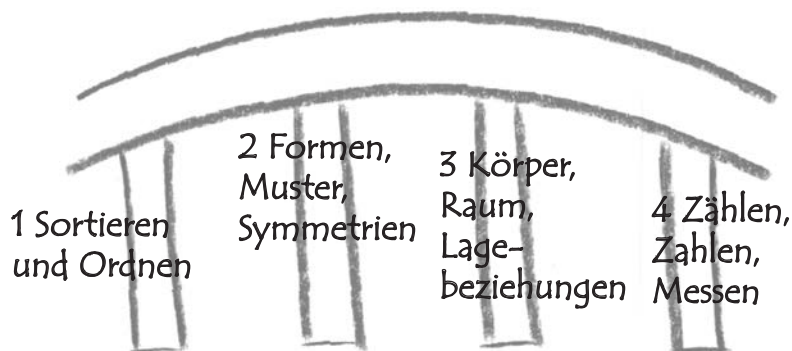 1 Sortieren
und Ordnen
2 Formen,
Muster,
Symmetrien
3 Körper,
Raum,
Lage-
beziehungen
4 Zählen,
Zahlen,
Messen